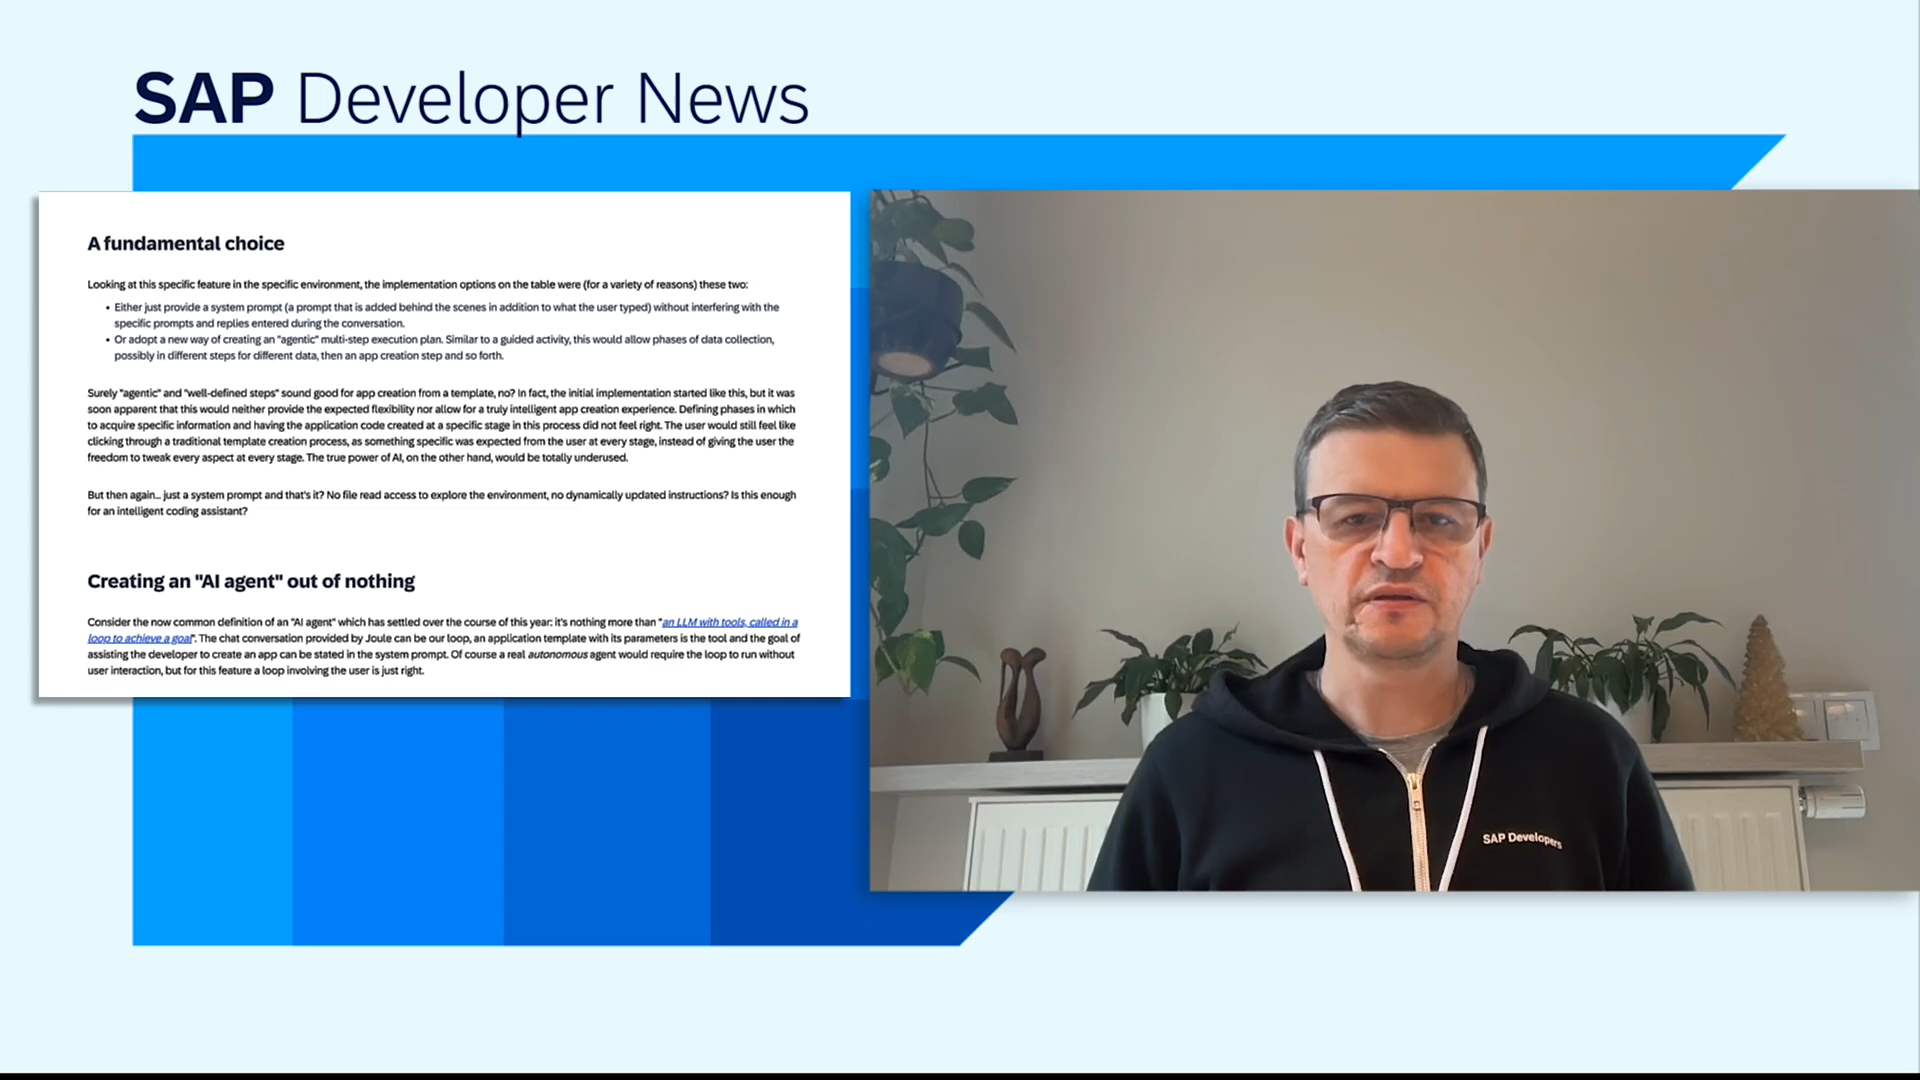 SAP Developer News
A fundamental choice
Looking at this specific feature in the specific environment, the implementation options on the table were (for a variety of reasons) these two:
• Either just provide a system prompt (a prompt that is added behind the scenes in addition to what the user typed) without interfering with the
specific prompts and replies entered during the conversation.
• Or adopt a new way of creating an "agentic" multi-step execution plan. Similar to a guided activity, this would allow phases of data collection,
possibly in different steps for different data, then an app creation step and so forth.
Surely "agentic" and "well-defined steps" sound good for app creation from a template, no? In fact, the initial implementation started like this, but it was
soon apparent that this would neither provide the expected flexibility nor allow for a truly intelligent app creation experience. Defining phases in which
to acquire specific information and having the application code created at a specific stage in this process did not feel right. The user would still feel like
clicking through a traditional template creation process, as something specific was expected from the user at every stage, instead of giving the user the
freedom to tweak every aspect at every stage. The true power of AI, on the other hand, would be totally underused.
But then again... just a system prompt and that's it? No file read access to explore the environment, no dynamically updated instructions? Is this enough
for an intelligent coding assistant?
Creating an "AI agent" out of nothing
Consider the now common definition of an "AI agent" which has settled over the course of this year: it's nothing more than "an LLM with tools, called in a
loop to achieve a goal". The chat conversation provided by Joule can be our loop, an application template with its parameters is the tool and the goal of
assisting the developer to create an app can be stated in the system prompt. Of course a real autonomous agent would require the loop to run without
user interaction, but for this feature a loop involving the user is just right.
SAP Developers